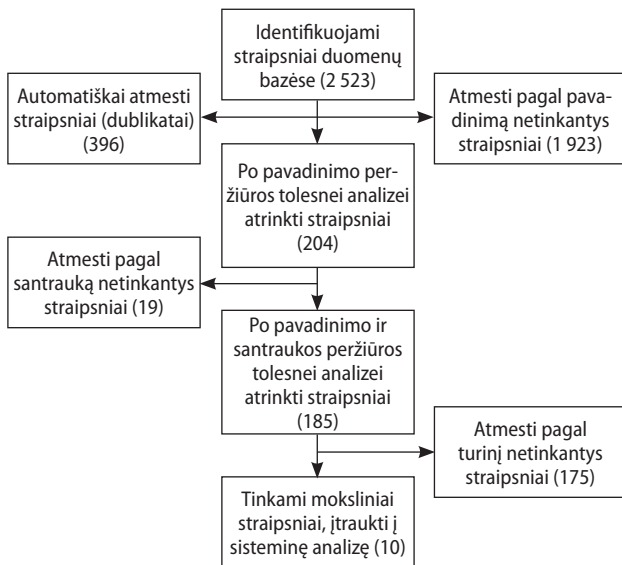 Identifikuojami
straipsniai duomenų
bazėse (2 523)
Automatiškai atmesti
straipsniai (dublikatai)
(396)
Atmesti pagal pava-
dinimą netinkantys
straipsniai (1 923)
Po pavadinimo per-
žiūros tolesnei analizei
atrinkti straipsniai
(204)
Atmesti pagal
santrauką netinkantys
straipsniai (19)
Po pavadinimo ir
santraukos peržiūros
tolesnei analizei
atrinkti straipsniai
(185)
Atmesti pagal
turinį netinkantys
straipsniai (175)
Tinkami moksliniai
straipsniai, įtraukti į
sisteminę analizę (10)